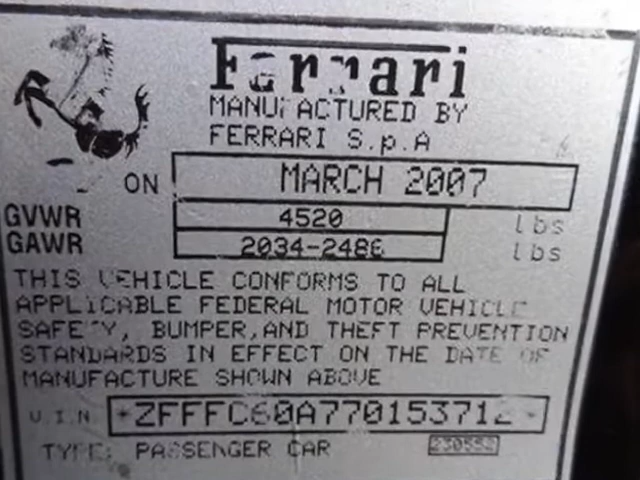 Ferrari
MANUFACTURED BY
FERRARI S.p.A
ON MARCH 2007
GVWR 4520 lbs
GAWR 2034-2486 lbs
THIS VEHICLE CONFORMS TO ALL
APPLICABLE FEDERAL MOTOR VEHICLE
SAFETY, BUMPER, AND THEFT PREVENTION
STANDARDS IN EFFECT ON THE DATE OF
MANUFACTURE SHOWN ABOVE
V.I.N *ZFFFC60A770153712*
TYPE: PASSENGER CAR